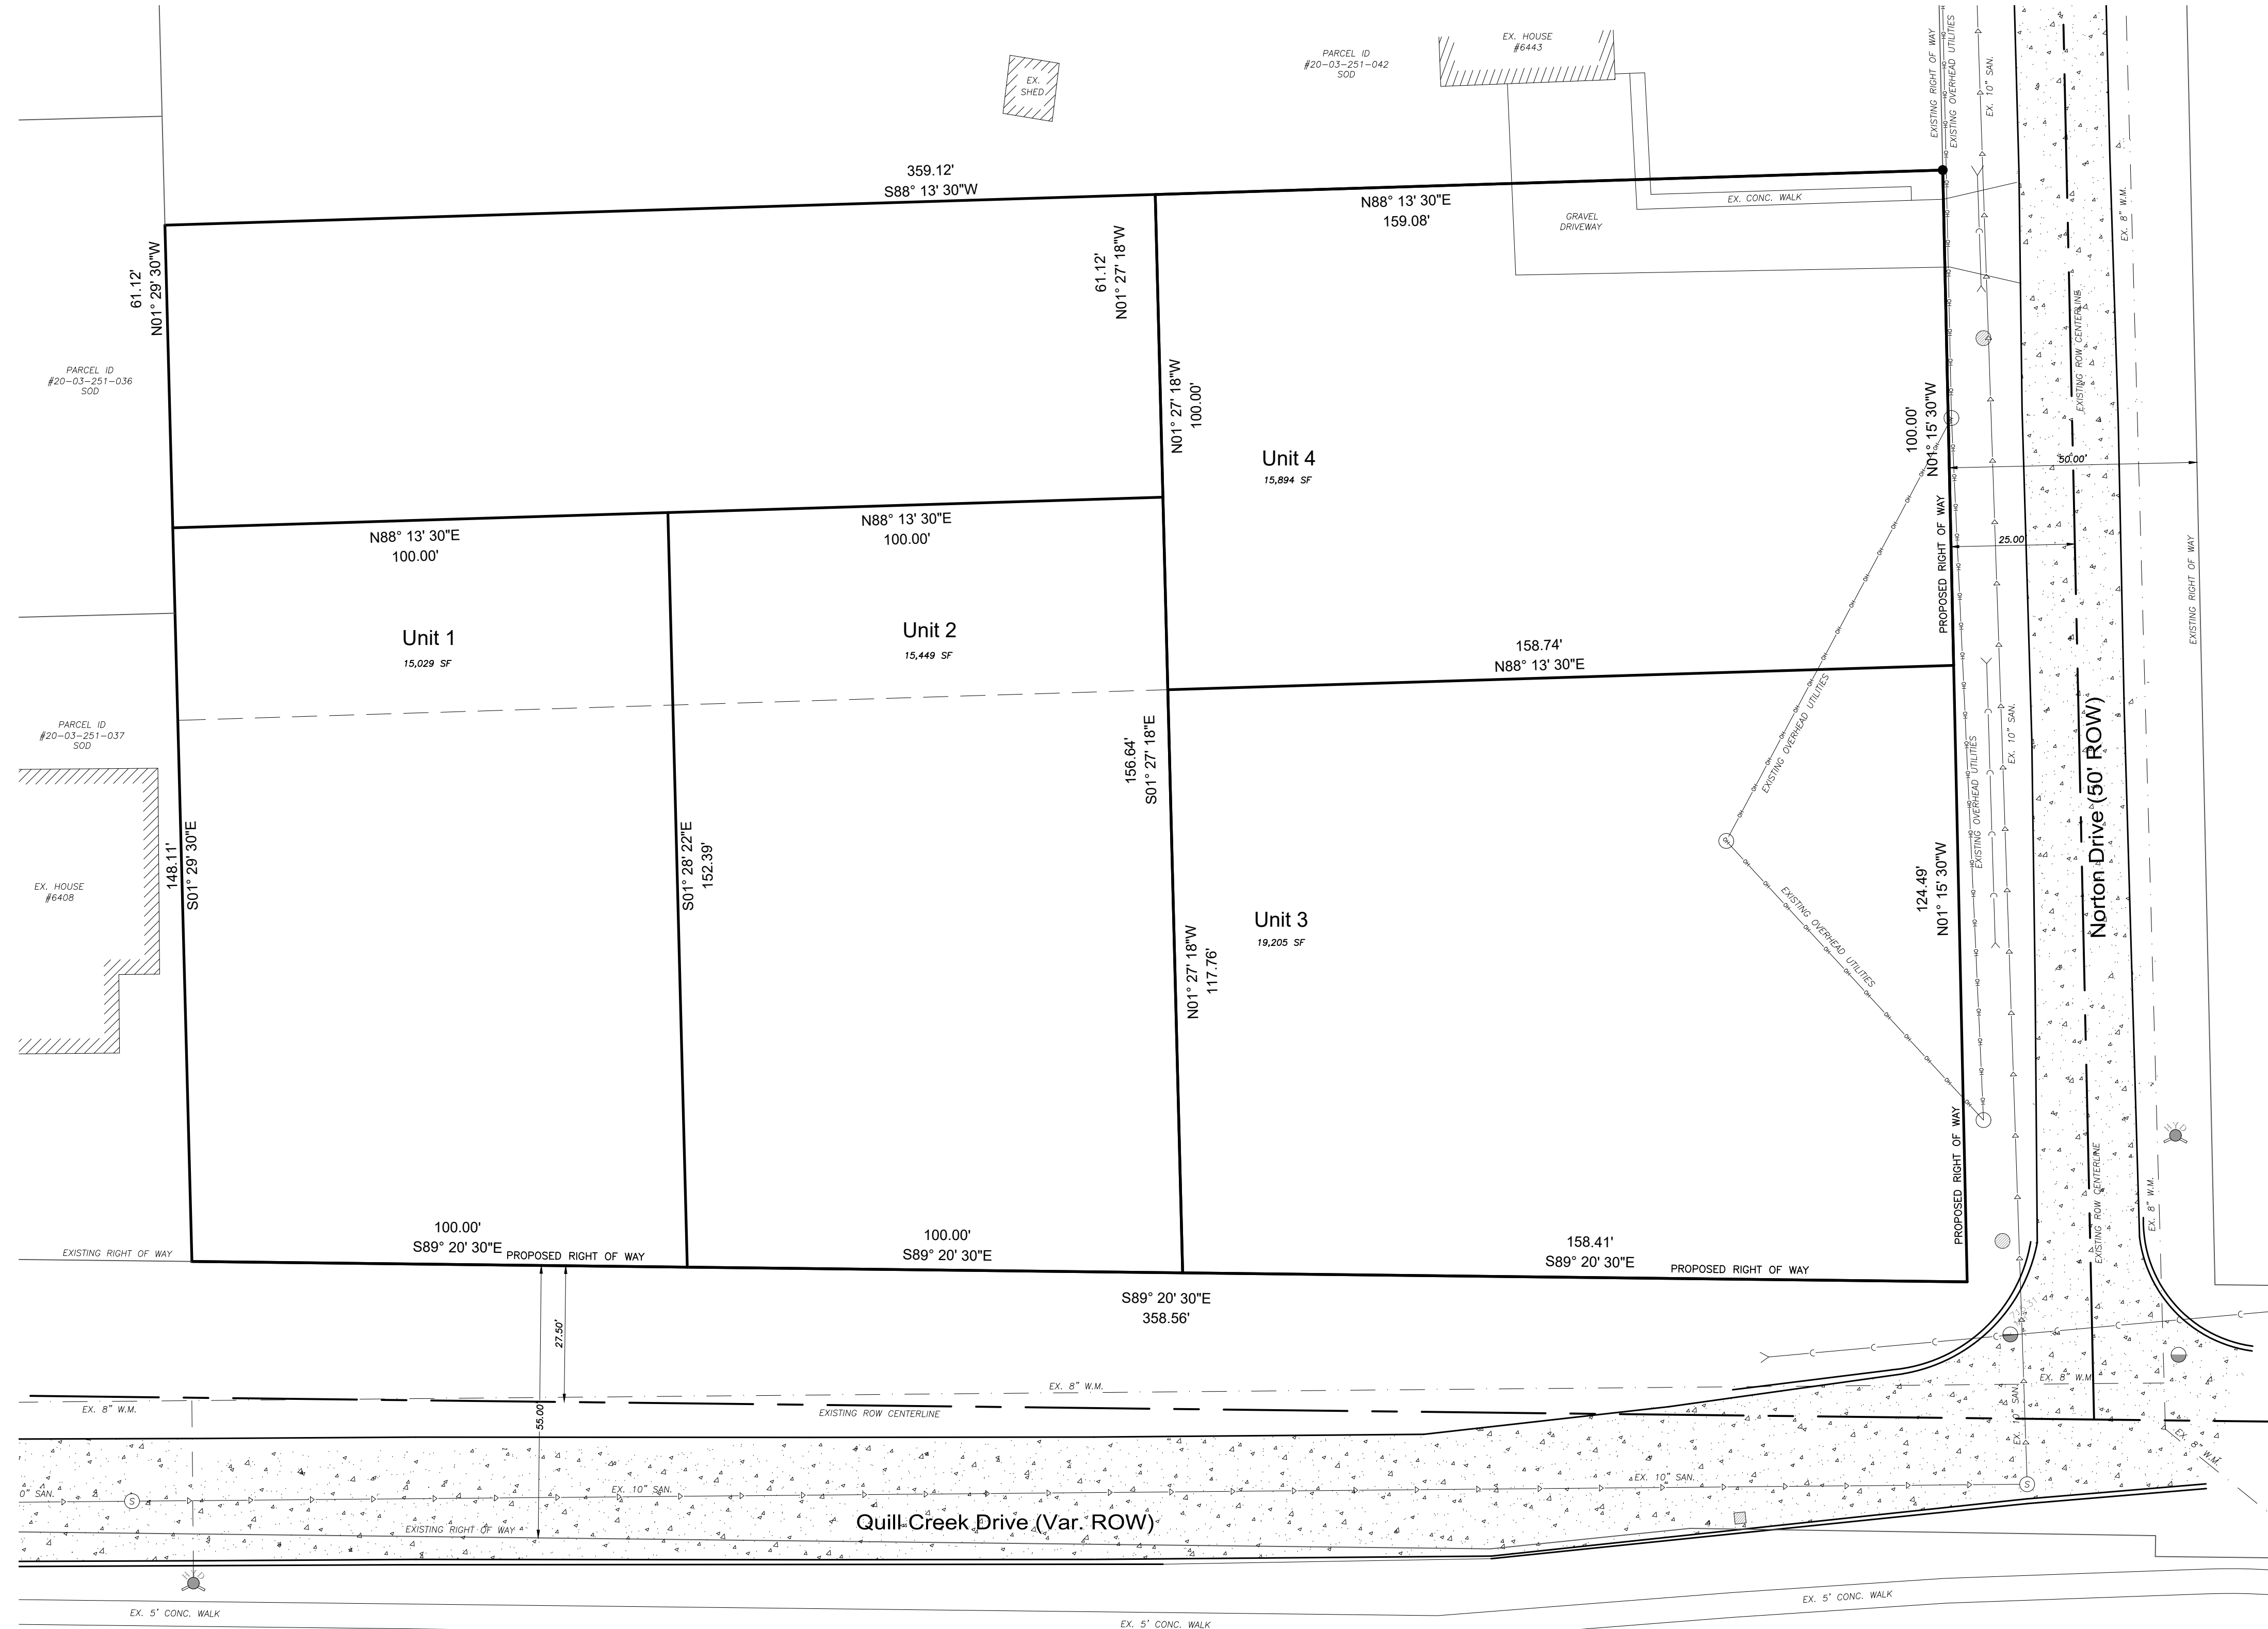 EX. HOUSE
#6443
PARCEL ID
#20-03-251-042
SOD
EX.
SHED
EXISTING RIGHT OF WAY
EXISTING OVERHEAD UTILITIES
EX. 10" SAN.
359.12'
S88° 13' 30"W
N88° 13' 30"E
159.08'
EX. CONC. WALK
GRAVEL
DRIVEWAY
EX. 8" W.M.
61.12'
N01° 29' 30"W
61.12'
N01° 27' 18"W
EXISTING ROW CENTERLINE
PARCEL ID
#20-03-251-036
SOD
N01° 27' 18"W
100.00'
100.00'
N01° 15' 30"W
Unit 4
15,894 SF
50.00'
N88° 13' 30"E
100.00'
N88° 13' 30"E
100.00'
PROPOSED RIGHT OF WAY
25.00
EXISTING RIGHT OF WAY
Unit 1
15,029 SF
Unit 2
15,449 SF
158.74'
N88° 13' 30"E
EXISTING OVERHEAD UTILITIES
PARCEL ID
#20-03-251-037
SOD
156.64'
S01° 27' 18"E
EX. 10" SAN.
EXISTING OVERHEAD UTILITIES
Norton Drive (50' ROW)
EX. HOUSE
#6408
148.11'
S01° 29' 30"E
S01° 28' 22"E
152.39'
Unit 3
19,205 SF
N01° 27' 18"W
117.76'
EXISTING OVERHEAD UTILITIES
124.49'
N01° 15' 30"W
HYD
PROPOSED RIGHT OF WAY
EXISTING ROW CENTERLINE
EX. 8" W.M.
EXISTING RIGHT OF WAY
100.00'
S89° 20' 30"E
PROPOSED RIGHT OF WAY
100.00'
S89° 20' 30"E
158.41'
S89° 20' 30"E
PROPOSED RIGHT OF WAY
S89° 20' 30"E
358.56'
27.50'
55.00'
EX. 8" W.M.
EX. 8" W.M.
EXISTING ROW CENTERLINE
EX. 8" W.M.
EX. 10" SAN.
EX. 8" W.M.
0" SAN.
S
EX. 10" SAN.
EX. 10" SAN.
S
EXISTING RIGHT OF WAY
Quill Creek Drive (Var. ROW)
HYD
EX. 5' CONC. WALK
EX. 5' CONC. WALK
EX. 5' CONC. WALK